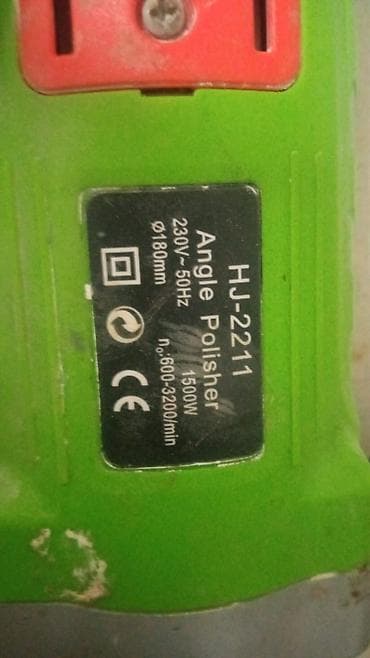 HJ-2211
Angle Polisher
230V~50Hz 1500W
Ø180mm n₀:600-3200/min
CE